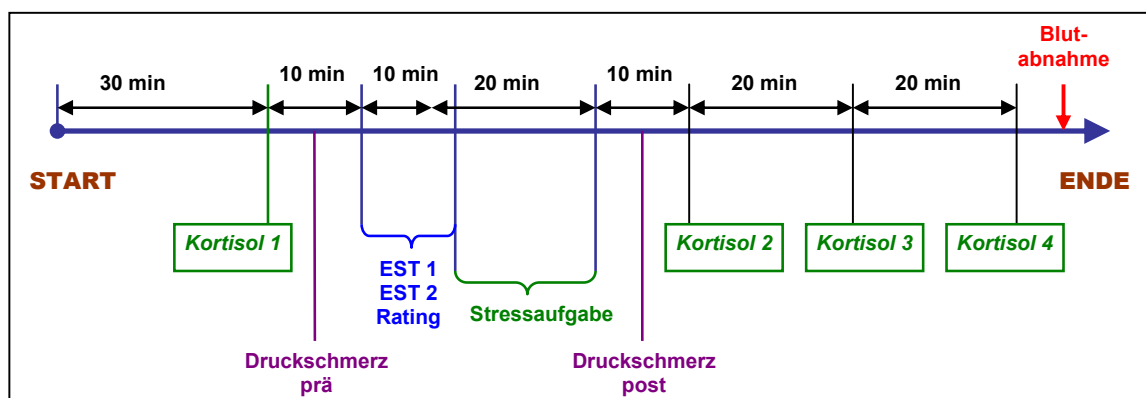 Blut-
abnahme
30 min
10 min
10 min
20 min
10 min
20 min
20 min
START
ENDE
Kortisol 1
Kortisol 2
Kortisol 3
Kortisol 4
EST 1
EST 2
Rating
Stressaufgabe
Druckschmerz
prä
Druckschmerz
post